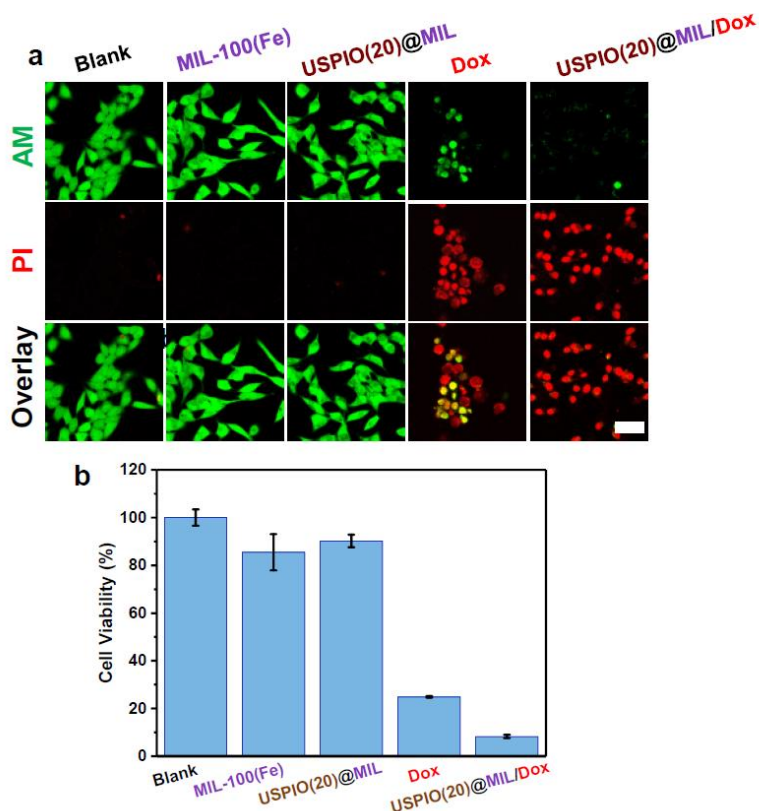 a
Blank MIL-100(Fe) USPIO(20)@MIL Dox USPIO(20)@MIL/Dox
AM
PI
Overlay
b
Cell Viability (%)
120
100
80
60
40
20
0
Blank MIL-100(Fe) USPIO(20)@MIL Dox USPIO(20)@MIL/Dox